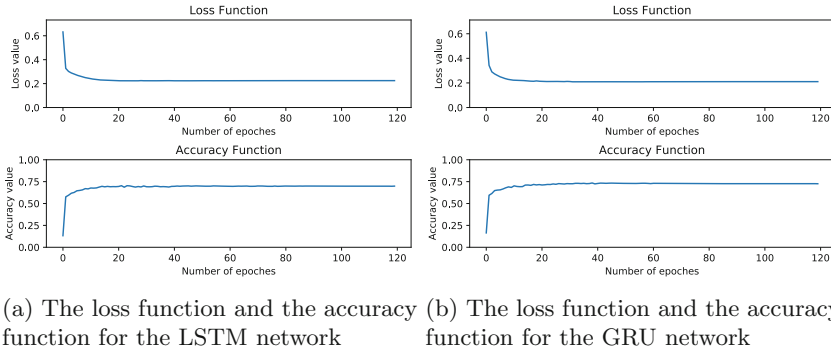 Loss Function
Loss value
0.6
0.4
0.2
0.0
0 20 40 60 80 100 120
Number of epoches
Accuracy Function
Accuracy value
1.00
0.75
0.50
0.25
0.00
0 20 40 60 80 100 120
Number of epoches
(a) The loss function and the accuracy
function for the LSTM network
Loss Function
Loss value
0.6
0.4
0.2
0.0
0 20 40 60 80 100 120
Number of epoches
Accuracy Function
Accuracy value
1.00
0.75
0.50
0.25
0.00
0 20 40 60 80 100 120
Number of epoches
(b) The loss function and the accuracy
function for the GRU network